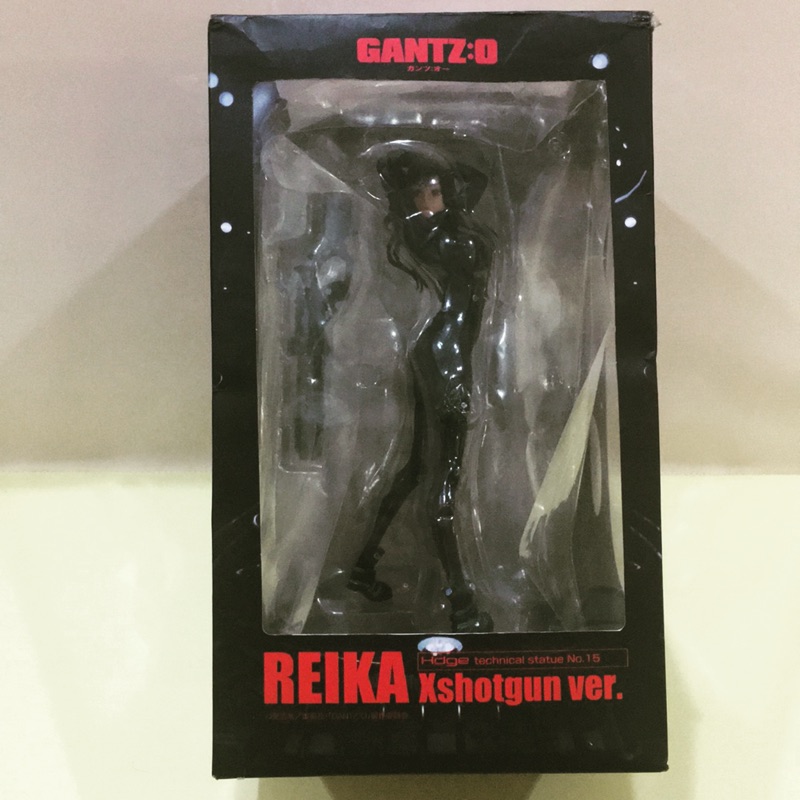 GANTZ:O
ガンツ:オー
Hdge technical statue No.15
REIKA Xshotgun ver.